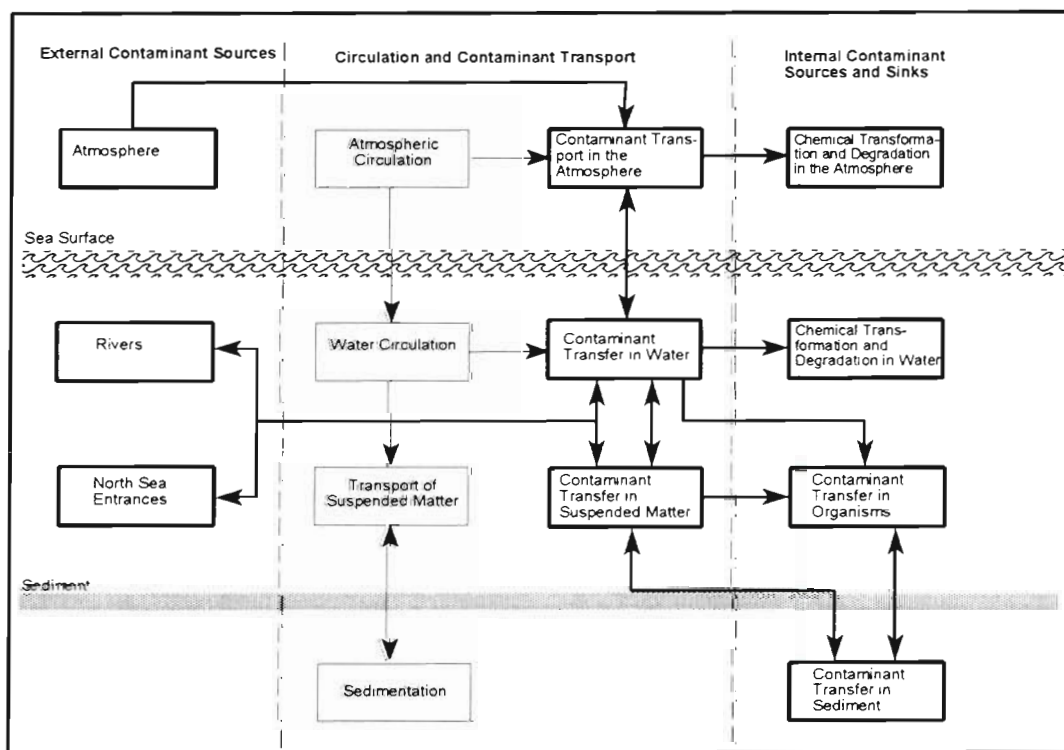 External Contaminant Sources
Circulation and Contaminant Transport
Internal Contaminant
Sources and Sinks
Atmosphere
Atmospheric
Circulation
Contaminant Trans-
port in the
Atmosphere
Chemical Transforma-
tion and Degradation
in the Atmosphere
Sea Surface
Rivers
Water Circulation
Contaminant
Transfer in Water
Chemical Trans-
formation and
Degradation in Water
North Sea
Entrances
Transport of
Suspended Matter
Contaminant
Transfer in
Suspended Matter
Contaminant
Transfer in
Organisms
Sediment
Sedimentation
Contaminant
Transfer in
Sediment